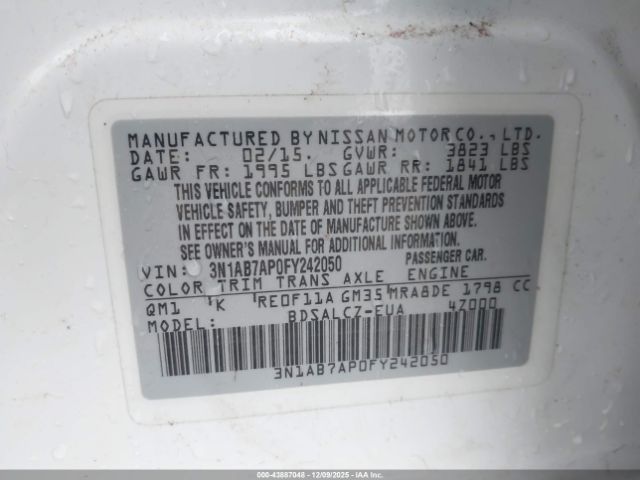 MANUFACTURED BY NISSAN MOTOR CO., LTD.
DATE: 02/15. GVWR: 3823 LBS
GAWR FR: 1995 LBS GAWR RR: 1841 LBS
THIS VEHICLE CONFORMS TO ALL APPLICABLE FEDERAL MOTOR
VEHICLE SAFETY, BUMPER AND THEFT PREVENTION STANDARDS
IN EFFECT ON THE DATE OF MANUFACTURE SHOWN ABOVE.
SEE OWNER'S MANUAL FOR ADDITIONAL INFORMATION.
VIN: 3N1AB7AP0FY242050 PASSENGER CAR.
COLOR TRIM TRANS AXLE ENGINE
QM1 'K 'RE0F11A GM35'MRA8DE 1798 CC
MODEL: BDSALCZ-EUA 4Z000
3N1AB7AP0FY242050
000-43887048 - 12/09/2025 - IAA, Inc.